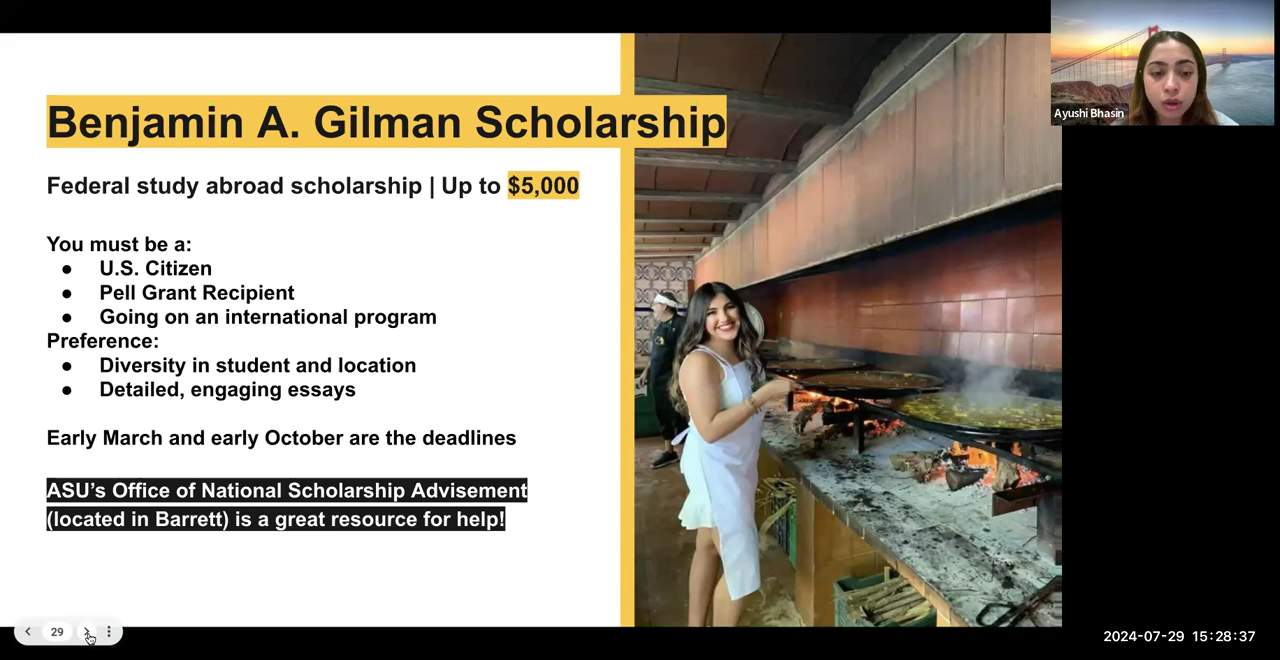 Benjamin A. Gilman Scholarship
Federal study abroad scholarship | Up to $5,000
You must be a:
● U.S. Citizen
● Pell Grant Recipient
● Going on an international program
Preference:
● Diversity in student and location
● Detailed, engaging essays
Early March and early October are the deadlines
ASU’s Office of National Scholarship Advisement
(located in Barrett) is a great resource for help!
Ayushi Bhasin
29
2024-07-29 15:28:37